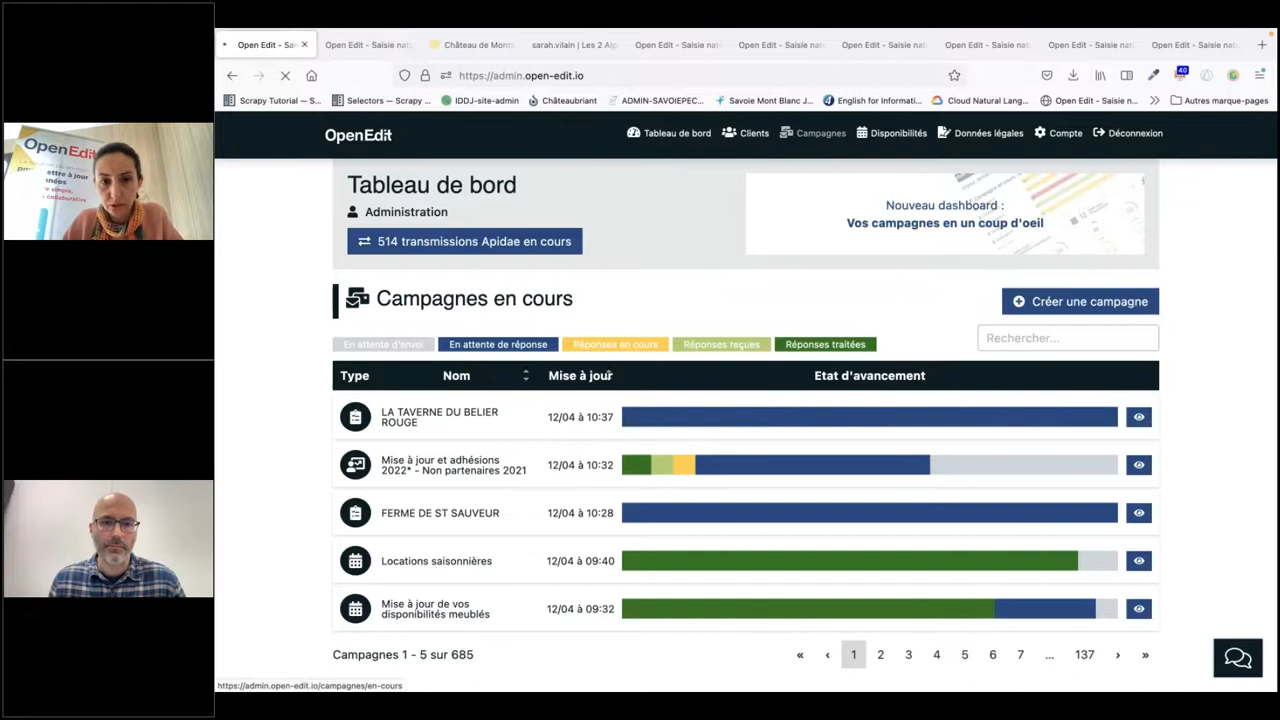 Open Edit - Sai
Open Edit - Saisie nat
Château de Monts
sarah.vilain | Les 2 Alp
Open Edit - Saisie nat
Open Edit - Saisie nat
Open Edit - Saisie nat
Open Edit - Saisie nat
Open Edit - Saisie nat
Open Edit - Saisie nat
https://admin.open-edit.io
40
Scrapy Tutorial — S...
Selectors — Scrapy ...
IDDJ-site-admin
Châteaubriant
ADMIN-SAVOIEPEC...
Savoie Mont Blanc J...
English for Informati...
Cloud Natural Lang...
Open Edit - Saisie n...
Autres marque-pages
OpenEdit
Tableau de bord
Clients
Campagnes
Disponibilités
Données légales
Compte
Déconnexion
Tableau de bord
Administration
514 transmissions Apidae en cours
Nouveau dashboard :
Vos campagnes en un coup d'oeil
Campagnes en cours
Créer une campagne
En attente d'envoi
En attente de réponse
Réponses en cours
Réponses reçues
Réponses traitées
Rechercher...
Type Nom Mise à jour Etat d'avancement
LA TAVERNE DU BELIER
ROUGE
12/04 à 10:37
Mise à jour et adhésions
2022* - Non partenaires 2021
12/04 à 10:32
FERME DE ST SAUVEUR
12/04 à 10:28
Locations saisonnières
12/04 à 09:40
Mise à jour de vos
disponibilités meublés
12/04 à 09:32
Campagnes 1 - 5 sur 685
« ‹ 1 2 3 4 5 6 7 ... 137 › »
https://admin.open-edit.io/campagnes/en-cours
OpenEdit